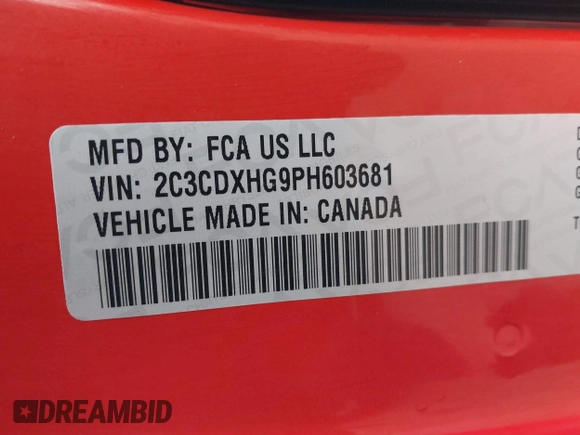 MFD BY: FCA US LLC
VIN: 2C3CDXHG9PH603681
VEHICLE MADE IN: CANADA
DREAMBID